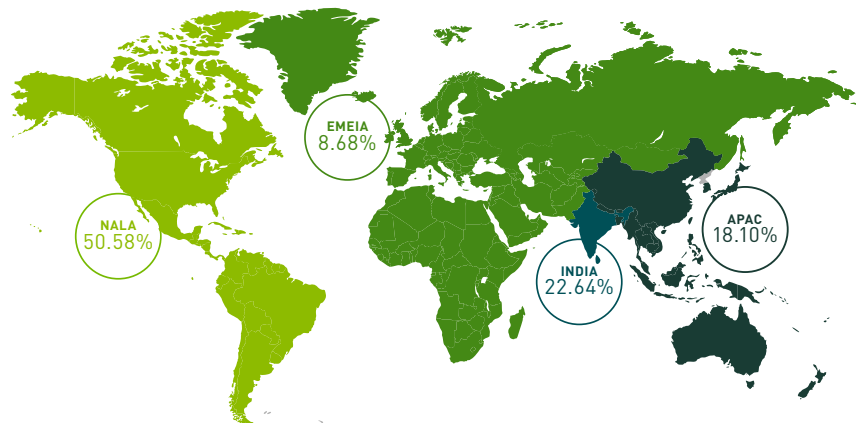 EMEIA
8.68%
NALA
50.58%
APAC
18.10%
INDIA
22.64%